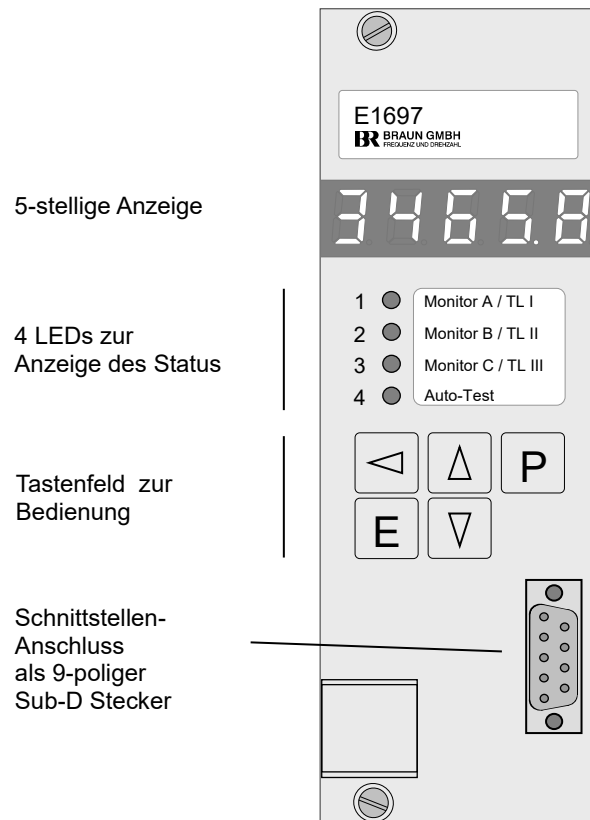 E1697
BR BRAUN GMBH
FREQUENZ UND DREHZAHL
5-stellige Anzeige
3465.8
4 LEDs zur
Anzeige des Status
1 Monitor A / TL I
2 Monitor B / TL II
3 Monitor C / TL III
4 Auto-Test
Tastenfeld zur
Bedienung
P
E
Schnittstellen-
Anschluss
als 9-poliger
Sub-D Stecker